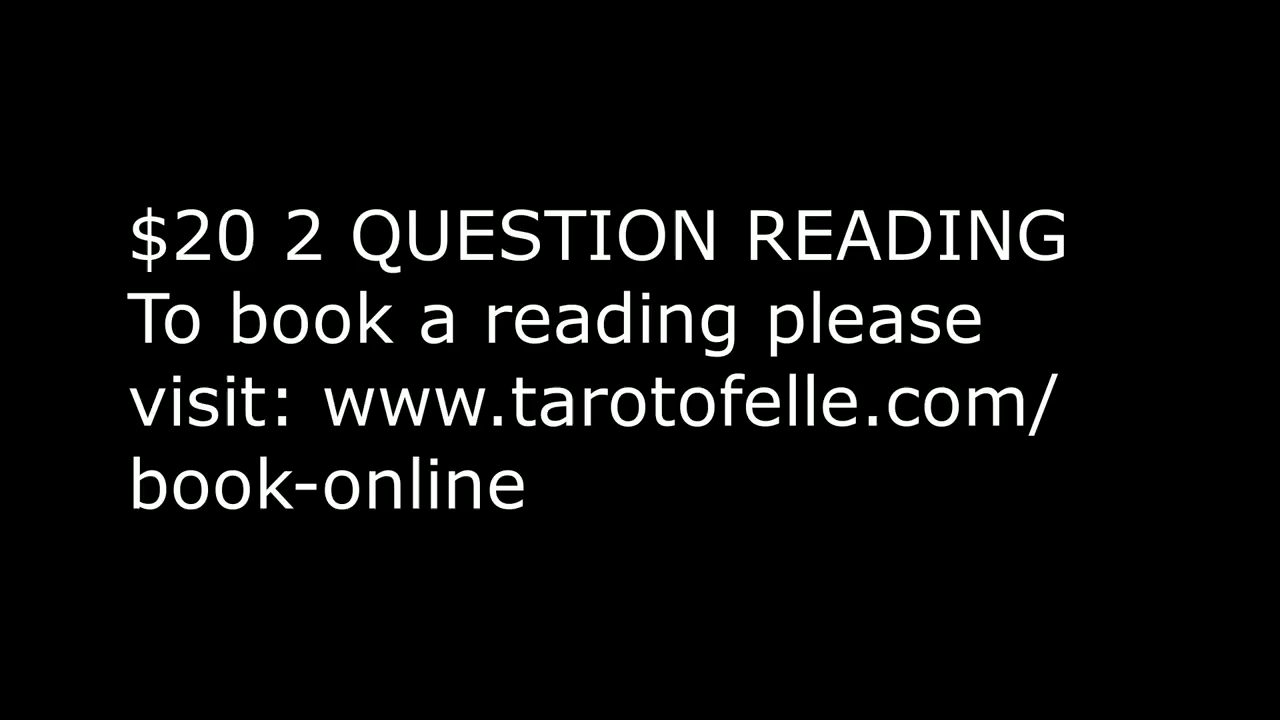 $20 2 QUESTION READING
To book a reading please
visit: www.tarotofelle.com/
book-online